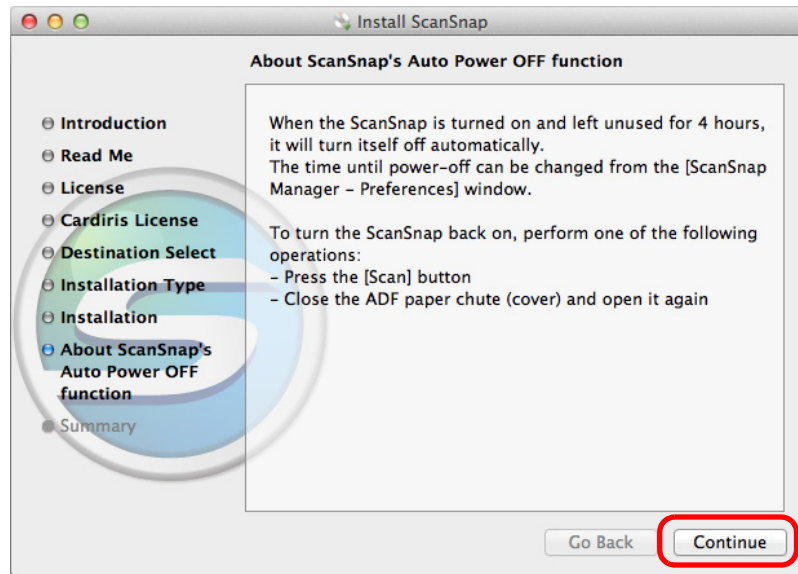 Install ScanSnap
About ScanSnap's Auto Power OFF function
Introduction
Read Me
License
Cardiris License
Destination Select
Installation Type
Installation
About ScanSnap's
Auto Power OFF
function
Summary
When the ScanSnap is turned on and left unused for 4 hours,
it will turn itself off automatically.
The time until power-off can be changed from the [ScanSnap
Manager – Preferences] window.
To turn the ScanSnap back on, perform one of the following
operations:
– Press the [Scan] button
– Close the ADF paper chute (cover) and open it again
Go Back
Continue